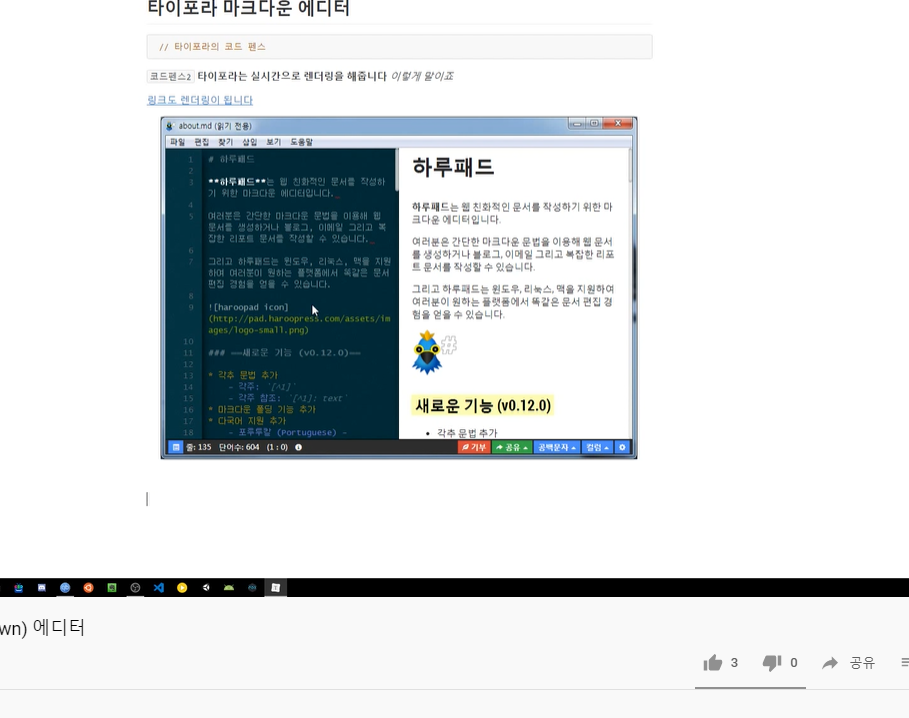 타이포라 마크다운 에디터
// 타이포라의 코드 펜스
코드펜스2 타이포라는 실시간으로 렌더링을 해줍니다 이렇게 말이죠
링크도 렌더링이 됩니다
about.md (읽기 전용)
파일 편집 찾기 삽입 보기 도움말
1 # 하루패드
2
3 **하루패드**는 웹 친화적인 문서를 작성하
기 위한 마크다운 에디터입니다.
4
5 여러분은 간단한 마크다운 문법을 이용해 웹
문서를 생성하거나 블로그, 이메일 그리고 복
잡한 리포트 문서를 작성할 수 있습니다.
6
7 그리고 하루패드는 윈도우, 리눅스, 맥을 지원
하여 여러분이 원하는 플랫폼에서 똑같은 문서
편집 경험을 얻을 수 있습니다.
8
9 ![haroopad icon]
(http://pad.haroopress.com/assets/im
ages/logo-small.png)
10
11 ### ==새로운 기능 (v0.12.0)==
12
13 * 각추 문법 추가
14 - 각주: `[^1]`
15 - 각주 참조: `[^1]: text`
16 * 마크다운 폴딩 기능 추가
17 * 다국어 지원 추가
18 - 포루투칼 (Portuguese) -
하루패드
하루패드는 웹 친화적인 문서를 작성하기 위한 마
크다운 에디터입니다.
여러분은 간단한 마크다운 문법을 이용해 웹 문서
를 생성하거나 블로그, 이메일 그리고 복잡한 리포
트 문서를 작성할 수 있습니다.
그리고 하루패드는 윈도우, 리눅스, 맥을 지원하여
여러분이 원하는 플랫폼에서 똑같은 문서 편집 경
험을 얻을 수 있습니다.
#
새로운 기능 (v0.12.0)
• 각추 문법 추가
줄: 135 단어수: 604 (1 : 0) 기부 공유 공백문자 컬럼
wn) 에디터
3 0 공유